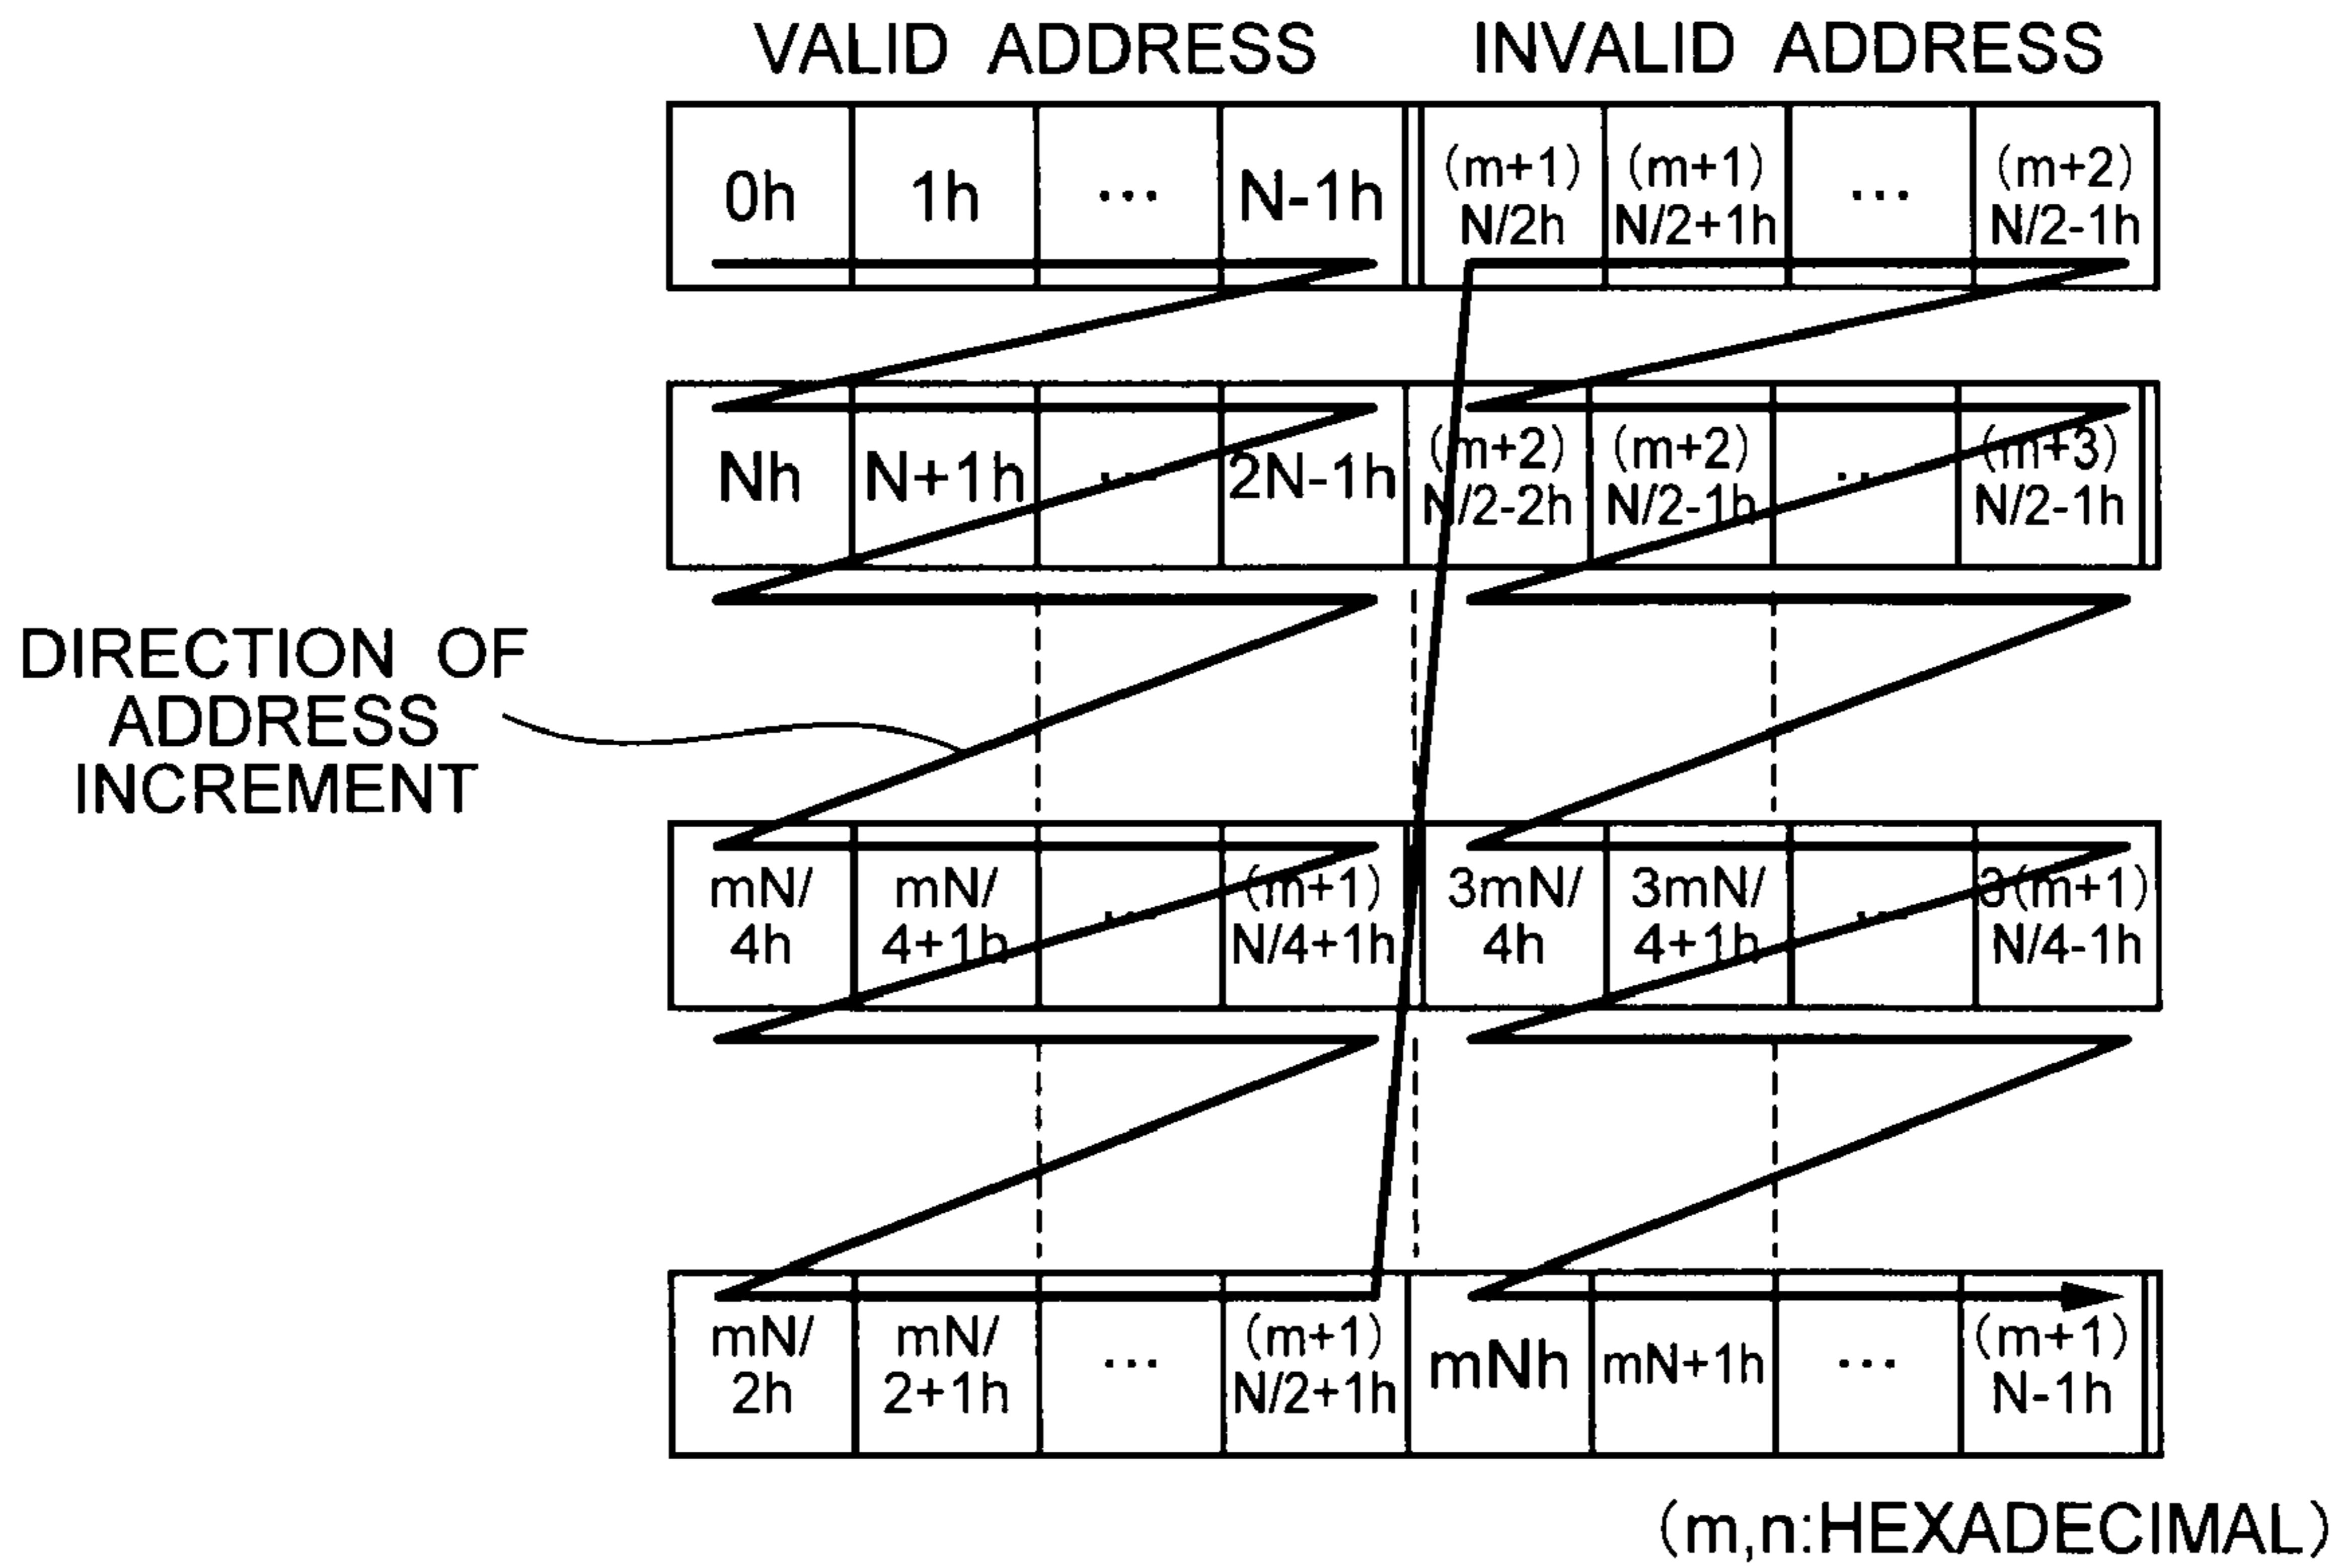 VALID ADDRESS
INVALID ADDRESS
0h
1h
...
N-1h
(m+1)
N/2h
(m+1)
N/2+1h
...
(m+2)
N/2-1h
Nh
N+1h
...
2N-1h
(m+2)
N/2-2h
(m+2)
N/2-1h
...
(m+3)
N/2-1h
DIRECTION OF
ADDRESS
INCREMENT
mN/
4h
mN/
4+1h
...
(m+1)
N/4+1h
3mN/
4h
3mN/
4+1h
...
3(m+1)
N/4-1h
mN/
2h
mN/
2+1h
...
(m+1)
N/2+1h
mNh
mN+1h
...
(m+1)
N-1h
(m,n:HEXADECIMAL)